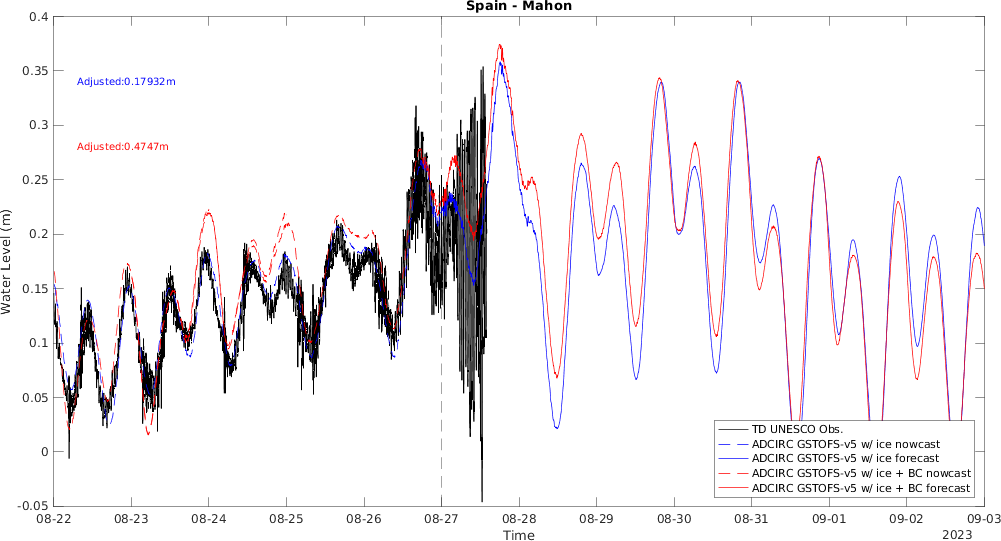 Spain - Mahon
0.4
0.35
0.3
0.25
0.2
0.15
0.1
0.05
0
-0.05
Water Level (m)
Adjusted:0.17932m
Adjusted:0.4747m
TD UNESCO Obs.
ADCIRC GSTOFS-v5 w/ ice nowcast
ADCIRC GSTOFS-v5 w/ ice forecast
ADCIRC GSTOFS-v5 w/ ice + BC nowcast
ADCIRC GSTOFS-v5 w/ ice + BC forecast
08-22 08-23 08-24 08-25 08-26 08-27 08-28 08-29 08-30 08-31 09-01 09-02 09-03
Time
2023